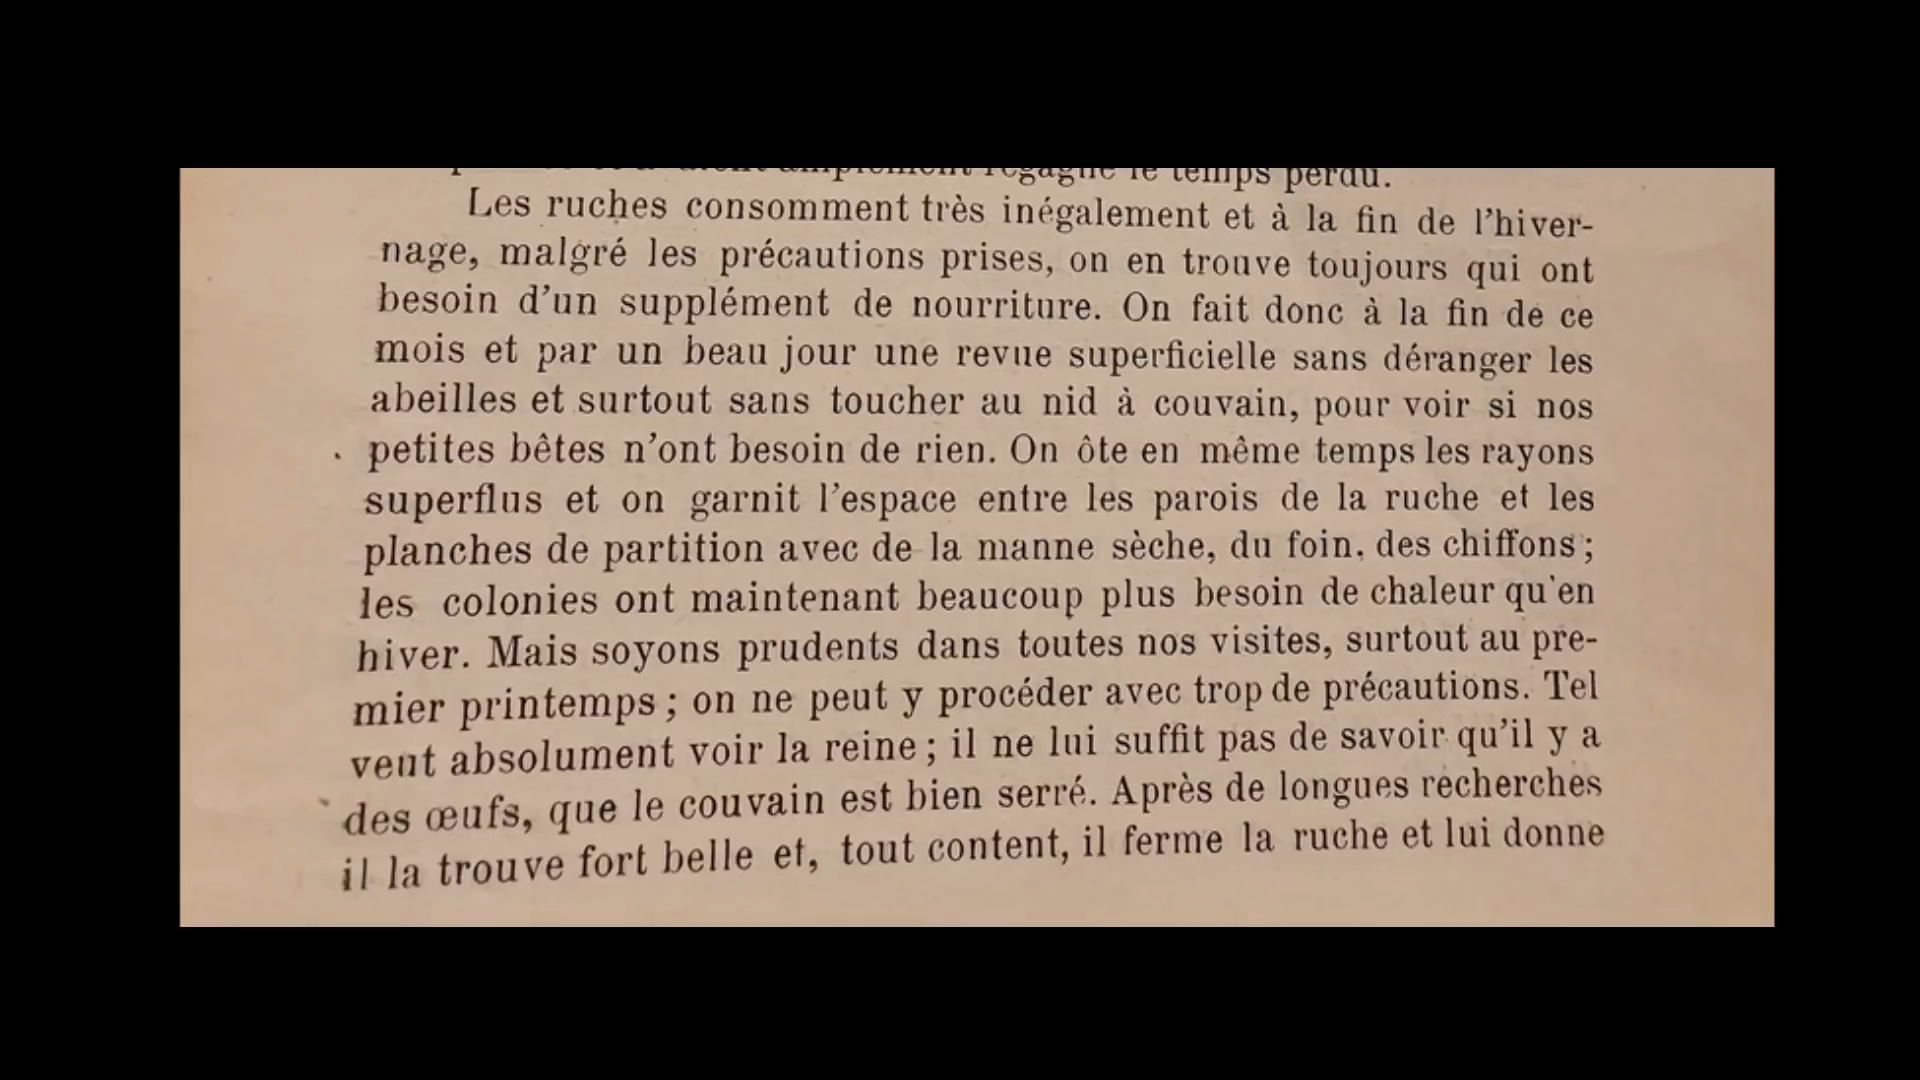 amplement regagné le temps perdu.
Les ruches consomment très inégalement et à la fin de l'hiver-
nage, malgré les précautions prises, on en trouve toujours qui ont
besoin d'un supplément de nourriture. On fait donc à la fin de ce
mois et par un beau jour une revue superficielle sans déranger les
abeilles et surtout sans toucher au nid à couvain, pour voir si nos
petites bêtes n'ont besoin de rien. On ôte en même temps les rayons
superflus et on garnit l'espace entre les parois de la ruche et les
planches de partition avec de la manne sèche, du foin, des chiffons;
les colonies ont maintenant beaucoup plus besoin de chaleur qu'en
hiver. Mais soyons prudents dans toutes nos visites, surtout au pre-
mier printemps; on ne peut y procéder avec trop de précautions. Tel
veut absolument voir la reine; il ne lui suffit pas de savoir qu'il y a
des œufs, que le couvain est bien serré. Après de longues recherches
il la trouve fort belle et, tout content, il ferme la ruche et lui donne